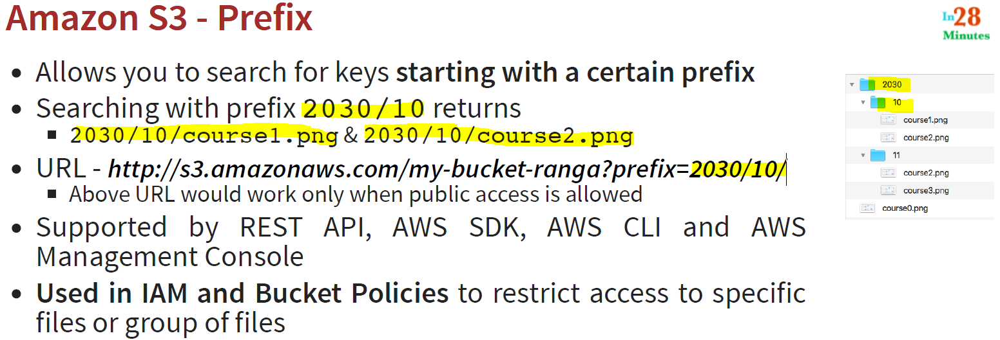 Amazon S3 - Prefix
In28
Minutes
• Allows you to search for keys starting with a certain prefix
• Searching with prefix 2030/10 returns
▪ 2030/10/course1.png & 2030/10/course2.png
• URL - http://s3.amazonaws.com/my-bucket-ranga?prefix=2030/10/
▪ Above URL would work only when public access is allowed
• Supported by REST API, AWS SDK, AWS CLI and AWS
Management Console
• Used in IAM and Bucket Policies to restrict access to specific
files or group of files
2030
10
course1.png
course2.png
11
course2.png
course3.png
course0.png